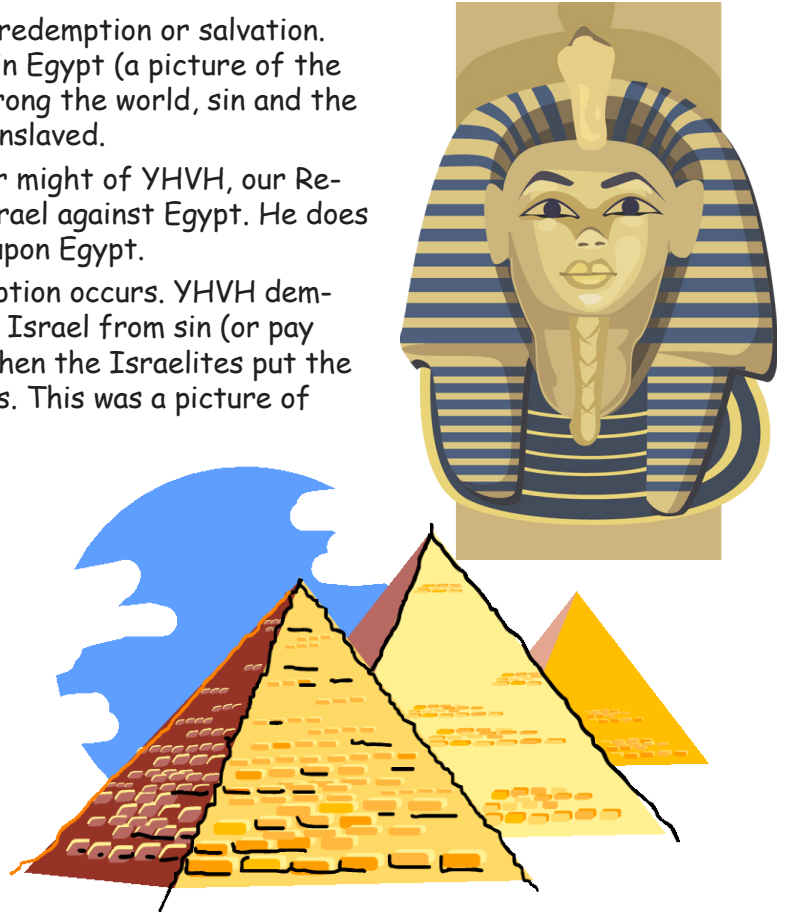 redemption or salvation.
in Egypt (a picture of the
rong the world, sin and the
nslaved.
r might of YHVH, our Re-
rael against Egypt. He does
upon Egypt.
ption occurs. YHVH dem-
Israel from sin (or pay
hen the Israelites put the
s. This was a picture of